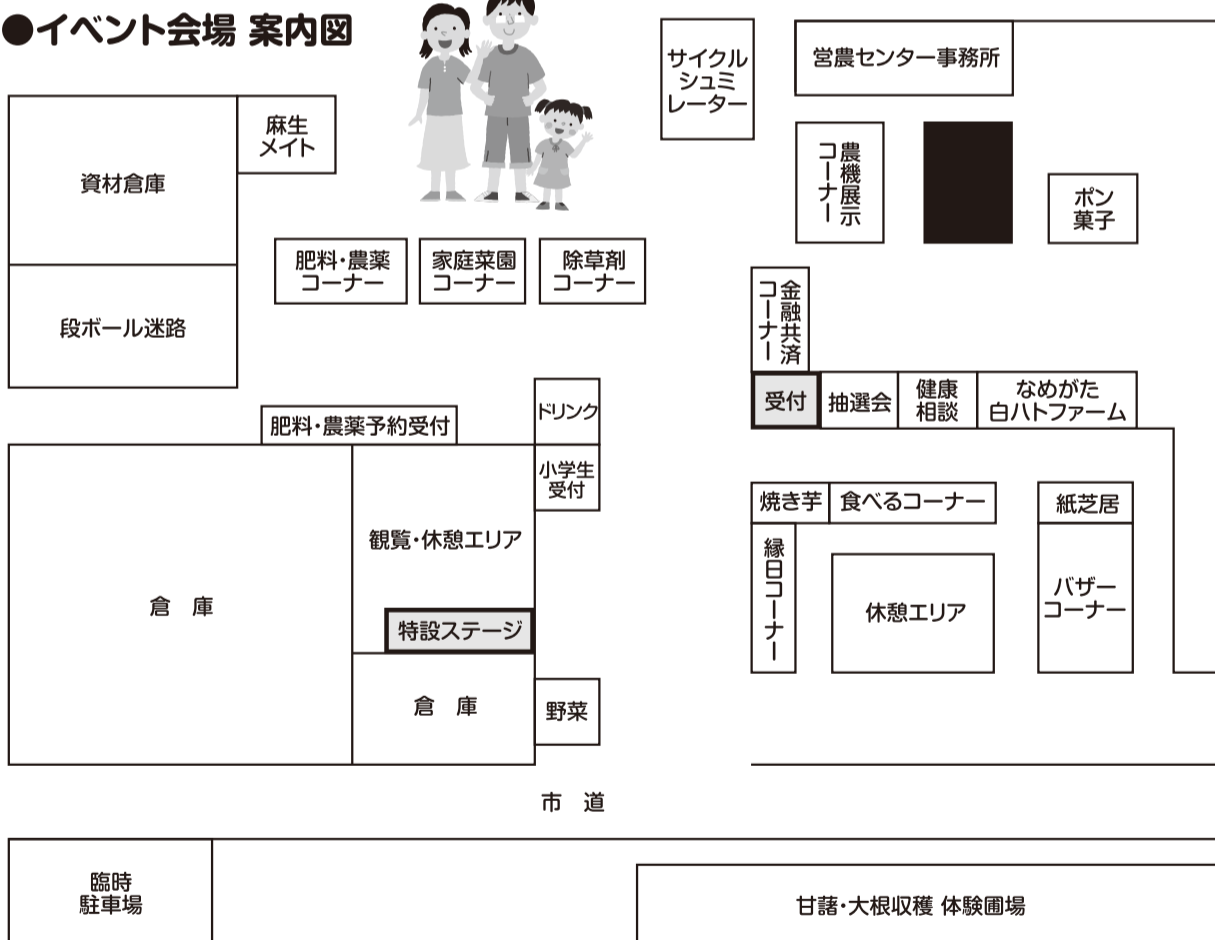 ●イベント会場 案内図
サイクル
シュミ
レーター
営農センター事務所
麻生
メイト
資材倉庫
農機展示
コーナー
ポン
菓子
肥料・農薬
コーナー
家庭菜園
コーナー
除草剤
コーナー
金融共済
コーナー
段ボール迷路
受付
抽選会
健康
相談
なめがた
白ハトファーム
ドリンク
肥料・農薬予約受付
小学生
受付
焼き芋
食べるコーナー
紙芝居
観覧・休憩エリア
縁日コーナー
休憩エリア
バザー
コーナー
倉　庫
特設ステージ
倉　庫
野菜
市　道
臨時
駐車場
甘藷・大根収穫 体験圃場